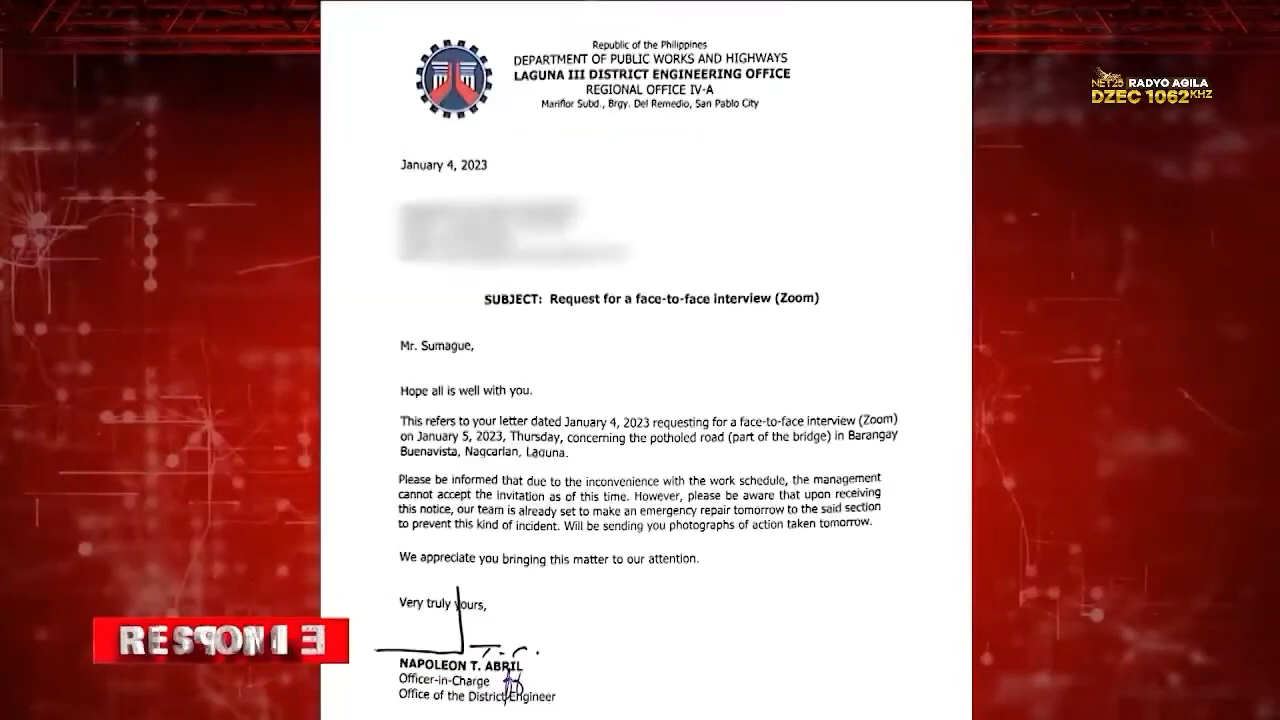 Republic of the Philippines
DEPARTMENT OF PUBLIC WORKS AND HIGHWAYS
LAGUNA III DISTRICT ENGINEERING OFFICE
REGIONAL OFFICE IV-A
Mariflor Subd., Brgy. Del Remedio, San Pablo City
NET25 RADYO AGILA
DZEC 1062 KHZ
January 4, 2023
SUBJECT: Request for a face-to-face interview (Zoom)
Mr. Sumague,
Hope all is well with you.
This refers to your letter dated January 4, 2023 requesting for a face-to-face interview (Zoom)
on January 5, 2023, Thursday, concerning the potholed road (part of the bridge) in Barangay
Buenavista, Nagcarlan, Laguna.
Please be informed that due to the inconvenience with the work schedule, the management
cannot accept the invitation as of this time. However, please be aware that upon receiving
this notice, our team is already set to make an emergency repair tomorrow to the said section
to prevent this kind of incident. Will be sending you photographs of action taken tomorrow.
We appreciate you bringing this matter to our attention.
Very truly yours,
NAPOLEON T. ABRIL
Officer-in-Charge
Office of the District Engineer